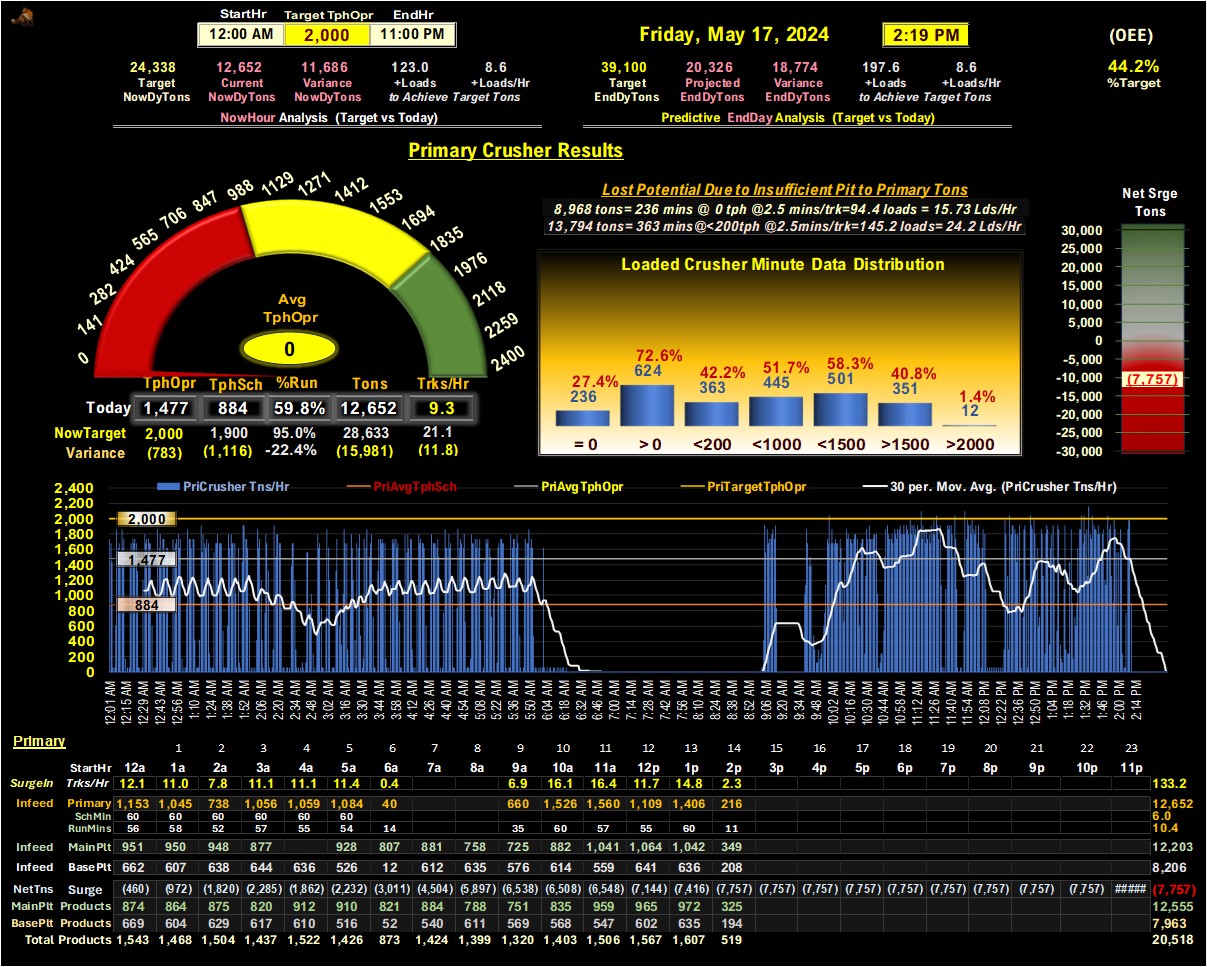 StartHr Target TphOpr EndHr
12:00 AM 2,000 11:00 PM
Friday, May 17, 2024 2:19 PM (OEE)
24,338 12,652 11,686 123.0 8.6 39,100 20,326 18,774 197.6 8.6 44.2%
Target Current Variance +Loads +Loads/Hr Target Projected Variance +Loads +Loads/Hr %Target
NowDyTons NowDyTons NowDyTons to Achieve Target Tons EndDyTons EndDyTons EndDyTons to Achieve Target Tons
NowHour Analysis (Target vs Today) Predictive EndDay Analysis (Target vs Today)
Primary Crusher Results
0 141 282 424 565 706 847 988 1129 1271 1412 1553 1694 1835 1976 2118 2259 2400
Avg
TphOpr
0
TphOpr TphSch %Run Tons Trks/Hr
Today 1,477 884 59.8% 12,652 9.3
NowTarget 2,000 1,900 95.0% 28,633 21.1
Variance (783) (1,116) -22.4% (15,981) (11.8)
Lost Potential Due to Insufficient Pit to Primary Tons
8,968 tons= 236 mins @ 0 tph @2.5 mins/trk=94.4 loads = 15.73 Lds/Hr
13,794 tons= 363 mins@<200tph @2.5mins/trk=145.2 loads= 24.2 Lds/Hr
Loaded Crusher Minute Data Distribution
27.4% 72.6% 42.2% 51.7% 58.3% 40.8% 1.4%
236 624 363 445 501 351 12
= 0 > 0 <200 <1000 <1500 >1500 >2000
Net Srge
Tons
30,000
25,000
20,000
15,000
10,000
5,000
0
-5,000
-10,000 (7,757)
-15,000
-20,000
-25,000
-30,000
PriCrusher Tns/Hr PriAvgTphSch PriAvgTphOpr PriTargetTphOpr 30 per. Mov. Avg. (PriCrusher Tns/Hr)
2,400
2,200
2,000 2,000
1,800
1,600
1,400 1,477
1,200
1,000
800 884
600
400
200
0
12:01 AM 12:15 AM 12:29 AM 12:43 AM 12:56 AM 1:10 AM 1:24 AM 1:38 AM 1:52 AM 2:06 AM 2:20 AM 2:34 AM 2:48 AM 3:02 AM 3:16 AM 3:30 AM 3:44 AM 3:58 AM 4:12 AM 4:26 AM 4:40 AM 4:54 AM 5:08 AM 5:22 AM 5:36 AM 5:50 AM 6:04 AM 6:18 AM 6:32 AM 6:46 AM 7:00 AM 7:14 AM 7:28 AM 7:42 AM 7:56 AM 8:10 AM 8:24 AM 8:38 AM 8:52 AM 9:06 AM 9:20 AM 9:34 AM 9:48 AM 10:02 AM 10:16 AM 10:30 AM 10:44 AM 10:58 AM 11:12 AM 11:26 AM 11:40 AM 11:54 AM 12:08 PM 12:22 PM 12:36 PM 12:50 PM 1:04 PM 1:18 PM 1:32 PM 1:46 PM 2:00 PM 2:14 PM
Primary
1 2 3 4 5 6 7 8 9 10 11 12 13 14 15 16 17 18 19 20 21 22 23
StartHr 12a 1a 2a 3a 4a 5a 6a 7a 8a 9a 10a 11a 12p 1p 2p 3p 4p 5p 6p 7p 8p 9p 10p 11p
SurgeIn Trks/Hr 12.1 11.0 7.8 11.1 11.1 11.4 0.4 6.9 16.1 16.4 11.7 14.8 2.3 133.2
Infeed Primary 1,153 1,045 738 1,056 1,059 1,084 40 660 1,526 1,560 1,109 1,406 216 12,652
SchMin 60 60 60 60 60 60 6.0
RunMins 56 58 52 57 55 54 14 35 60 57 55 60 11 10.4
Infeed MainPlt 951 950 948 877 928 807 881 758 725 882 1,041 1,064 1,042 349 12,203
Infeed BasePlt 662 607 638 644 636 526 12 612 635 576 614 559 641 636 208 8,206
NetTns Surge (460) (972) (1,820) (2,285) (1,862) (2,232) (3,011) (4,504) (5,897) (6,538) (6,508) (6,548) (7,144) (7,416) (7,757) (7,757) (7,757) (7,757) (7,757) (7,757) (7,757) (7,757) (7,757) ##### (7,757)
MainPlt Products 874 864 875 820 912 910 821 884 788 751 835 959 965 972 325 12,555
BasePlt Products 669 604 629 617 610 516 52 540 611 569 568 547 602 635 194 7,963
Total Products 1,543 1,468 1,504 1,437 1,522 1,426 873 1,424 1,399 1,320 1,403 1,506 1,567 1,607 519 20,518